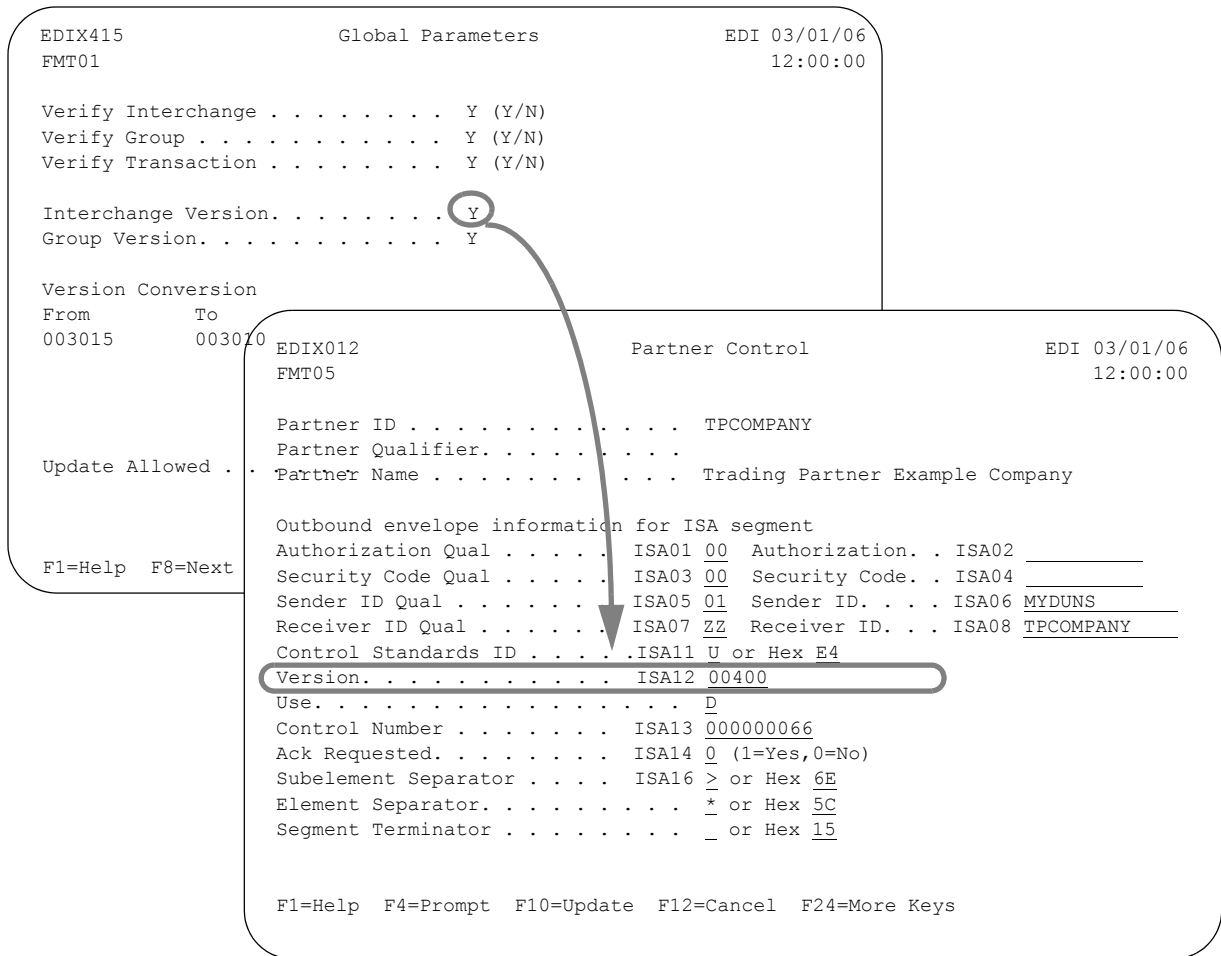 EDIX415 Global Parameters EDI 03/01/06
FMT01 12:00:00
Verify Interchange . . . . . . . . Y (Y/N)
Verify Group . . . . . . . . . . . Y (Y/N)
Verify Transaction . . . . . . . . Y (Y/N)
Interchange Version. . . . . . . . Y
Group Version. . . . . . . . . . . Y
Version Conversion
From To
003015 003010
Update Allowed . . . . . .
F1=Help F8=Next
EDIX012 Partner Control EDI 03/01/06
FMT05 12:00:00
Partner ID . . . . . . . . . . . . TPCOMPANY
Partner Qualifier. . . . . . . . .
Partner Name . . . . . . . . . . . Trading Partner Example Company
Outbound envelope information for ISA segment
Authorization Qual . . . . . ISA01 00 Authorization. . ISA02
Security Code Qual . . . . . ISA03 00 Security Code. . ISA04
Sender ID Qual . . . . . . . ISA05 01 Sender ID. . . . ISA06 MYDUNS
Receiver ID Qual . . . . . . ISA07 ZZ Receiver ID. . . ISA08 TPCOMPANY
Control Standards ID . . . . .ISA11 U or Hex E4
Version. . . . . . . . . . . ISA12 00400
Use. . . . . . . . . . . . . . . . D
Control Number . . . . . . . ISA13 000000066
Ack Requested. . . . . . . . ISA14 0 (1=Yes,0=No)
Subelement Separator . . . . ISA16 > or Hex 6E
Element Separator. . . . . . . . . * or Hex 5C
Segment Terminator . . . . . . . . _ or Hex 15
F1=Help F4=Prompt F10=Update F12=Cancel F24=More Keys